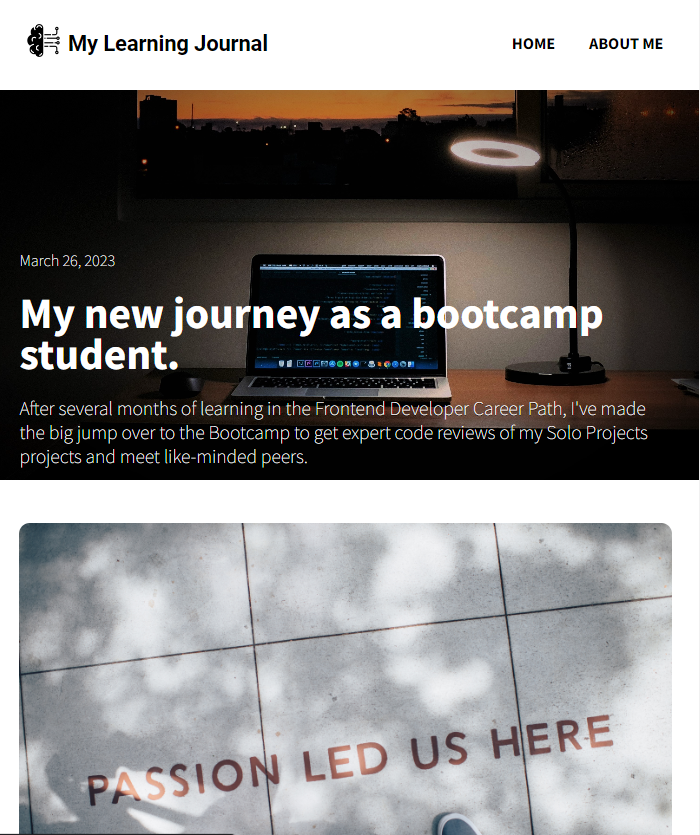 My Learning Journal
HOME
ABOUT ME
March 26, 2023
My new journey as a bootcamp
student.
After several months of learning in the Frontend Developer Career Path, I've made
the big jump over to the Bootcamp to get expert code reviews of my Solo Projects
projects and meet like-minded peers.
PASSION LED US HERE